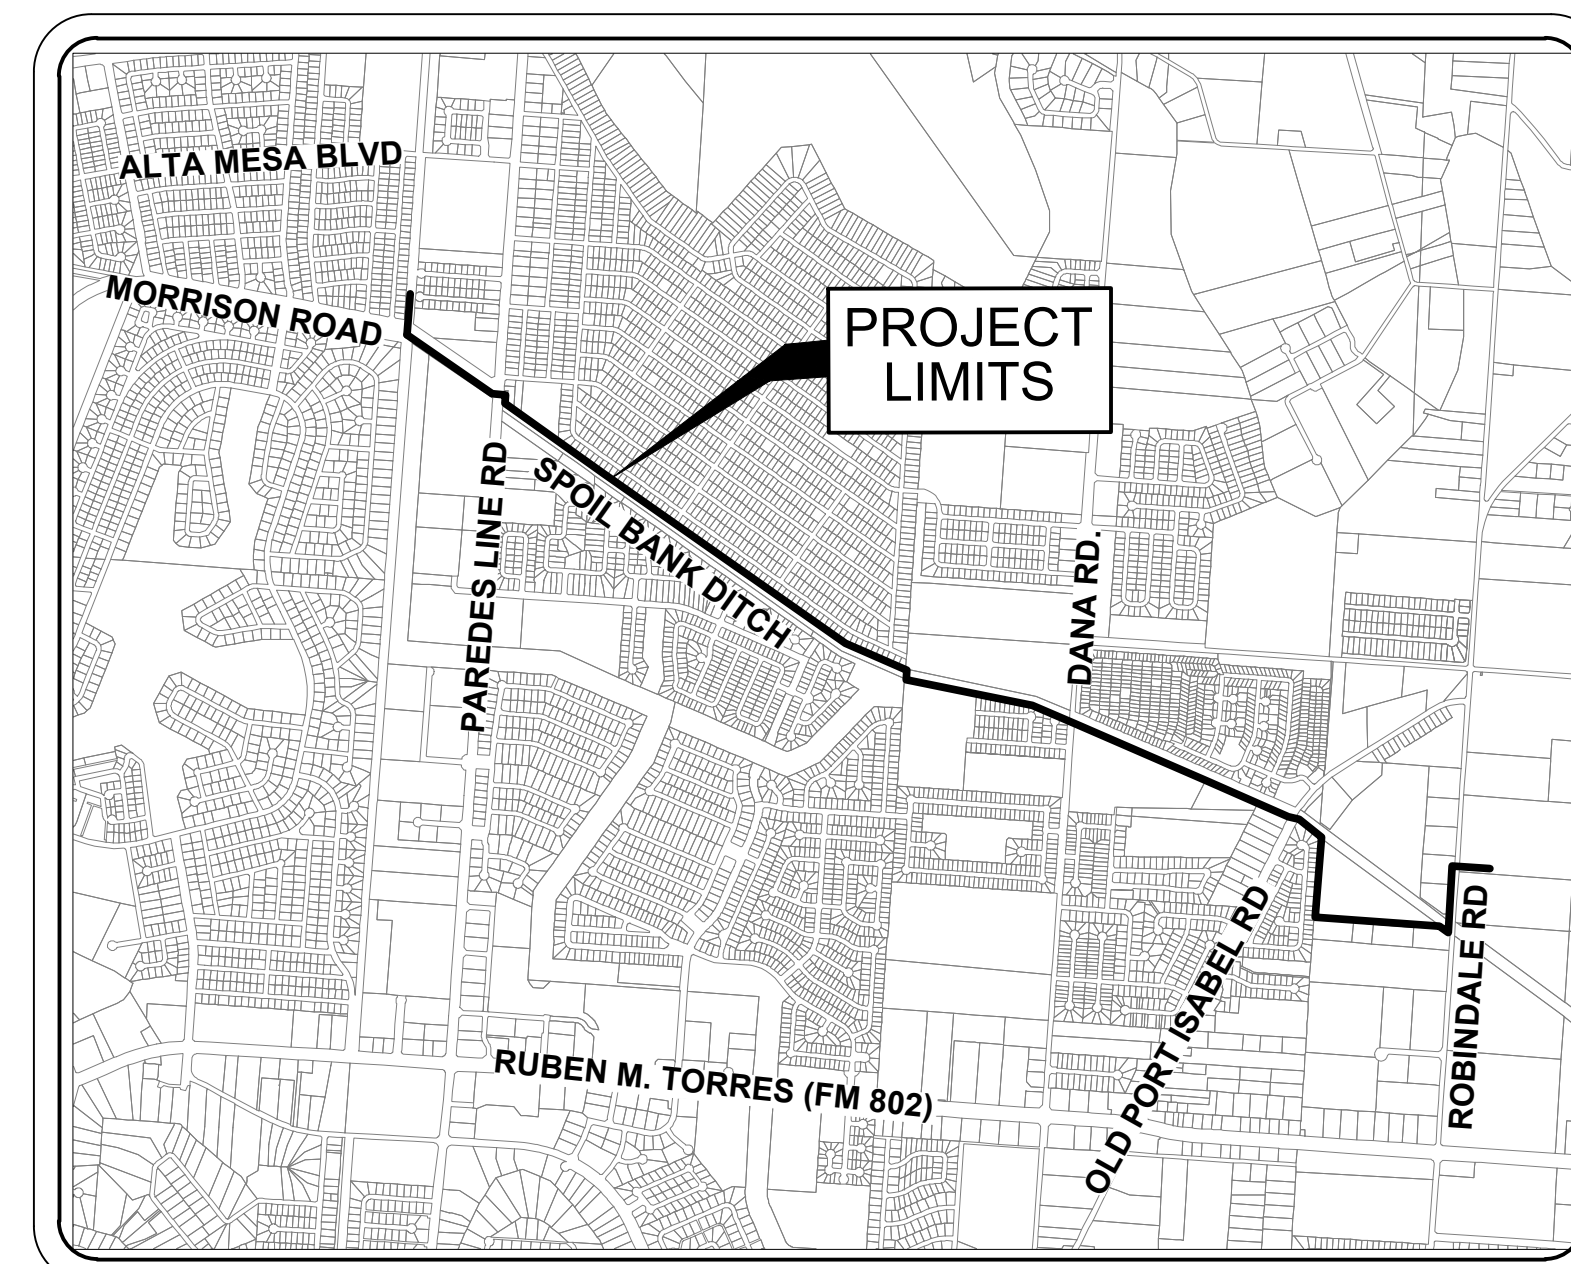 ALTA MESA BLVD
MORRISON ROAD
PROJECT
LIMITS
PAREDES LINE RD
SPOIL BANK DITCH
DANA RD.
RUBEN M. TORRES (FM 802)
OLD PORT ISABEL RD
ROBINDALE RD